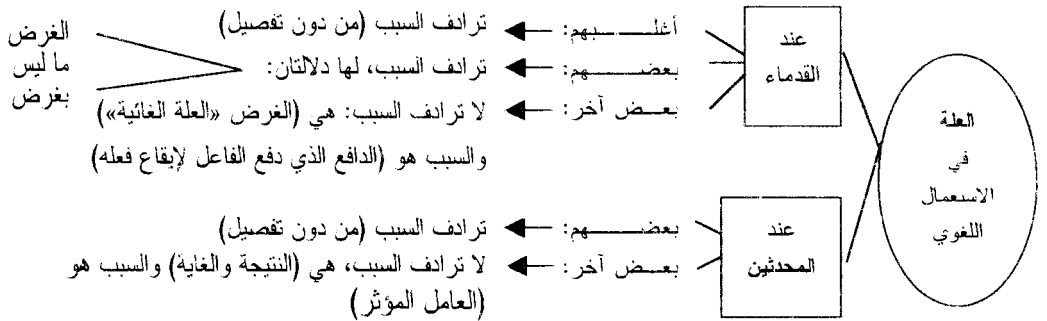 العلة
في
الاستعمال
اللغوي
عند
القدماء
أغلبهم: ترادف السبب (من دون تفصيل)
بعضهم: ترادف السبب، لها دلالتان:
الغرض
ما ليس
بغرض
بعض آخر: لا ترادف السبب: هي (الغرض «العلة الغائية»)
والسبب هو (الدافع الذي دفع الفاعل لإيقاع فعله)
عند
المحدثين
بعضهم: ترادف السبب (من دون تفصيل)
بعض آخر: لا ترادف السبب، هي (النتيجة والغاية) والسبب هو
(العامل المؤثر)